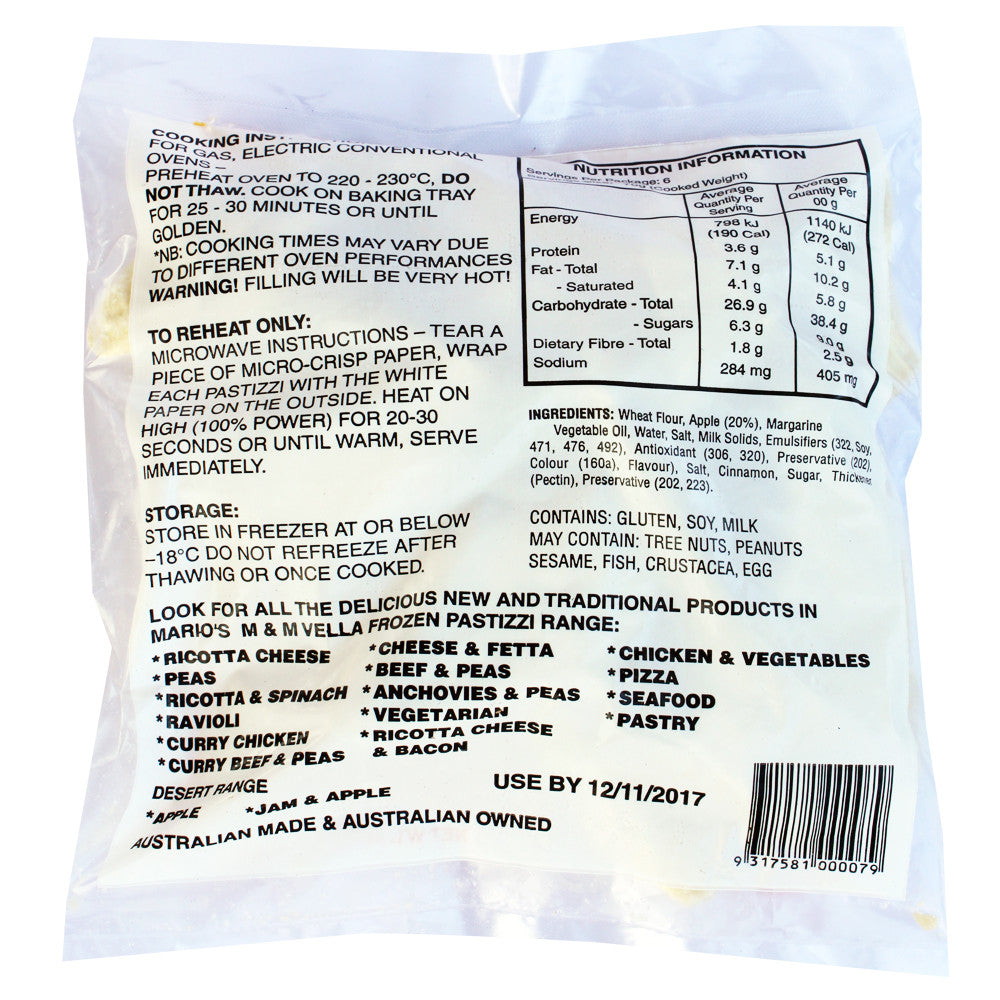 COOKING
FOR GAS, ELECTRIC CONVENTIONAL
OVENS –
PREHEAT OVEN TO 220 - 230°C, DO
NOT THAW. COOK ON BAKING TRAY
FOR 25 - 30 MINUTES OR UNTIL
GOLDEN.
*NB: COOKING TIMES MAY VARY DUE
TO DIFFERENT OVEN PERFORMANCES
WARNING! FILLING WILL BE VERY HOT!
TO REHEAT ONLY:
MICROWAVE INSTRUCTIONS – TEAR A
PIECE OF MICRO-CRISP PAPER, WRAP
EACH PASTIZZI WITH THE WHITE
PAPER ON THE OUTSIDE. HEAT ON
HIGH (100% POWER) FOR 20-30
SECONDS OR UNTIL WARM, SERVE
IMMEDIATELY.
STORAGE:
STORE IN FREEZER AT OR BELOW
–18°C DO NOT REFREEZE AFTER
THAWING OR ONCE COOKED.
NUTRITION INFORMATION
Servings Per Package: 6
(Cooked Weight)
Average Quantity Per Serving
Average Quantity Per 00 g
Energy 798 kJ 1140 kJ
(190 Cal) (272 Cal)
Protein 3.6 g 5.1 g
Fat - Total 7.1 g 10.2 g
- Saturated 4.1 g 5.8 g
Carbohydrate - Total 26.9 g 38.4 g
- Sugars 6.3 g 9.0 g
Dietary Fibre - Total 1.8 g 2.5 g
Sodium 284 mg 405 mg
INGREDIENTS: Wheat Flour, Apple (20%), Margarine
Vegetable Oil, Water, Salt, Milk Solids, Emulsifiers (322, Soy,
471, 476, 492), Antioxidant (306, 320), Preservative (202),
Colour (160a), Flavour), Salt, Cinnamon, Sugar,
(Pectin), Preservative (202, 223).
CONTAINS: GLUTEN, SOY, MILK
MAY CONTAIN: TREE NUTS, PEANUTS
SESAME, FISH, CRUSTACEA, EGG
LOOK FOR ALL THE DELICIOUS NEW AND TRADITIONAL PRODUCTS IN
MARIO'S M & M VELLA FROZEN PASTIZZI RANGE:
*RICOTTA CHEESE
*PEAS
*RICOTTA & SPINACH
*RAVIOLI
*CURRY CHICKEN
*CURRY BEEF & PEAS
*CHEESE & FETTA
*BEEF & PEAS
*ANCHOVIES & PEAS
*VEGETARIAN
*RICOTTA CHEESE
& BACON
*CHICKEN & VEGETABLES
*PIZZA
*SEAFOOD
*PASTRY
DESERT RANGE
*APPLE *JAM & APPLE
AUSTRALIAN MADE & AUSTRALIAN OWNED
USE BY 12/11/2017
9 317581 000079